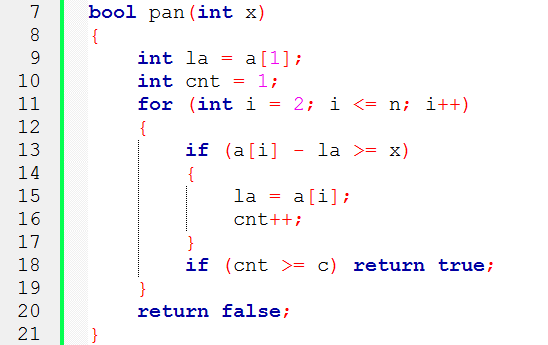 7 bool pan(int x)
8 {
9     int la = a[1];
10     int cnt = 1;
11     for (int i = 2; i <= n; i++)
12     {
13         if (a[i] - la >= x)
14         {
15             la = a[i];
16             cnt++;
17         }
18         if (cnt >= c) return true;
19     }
20     return false;
21 }